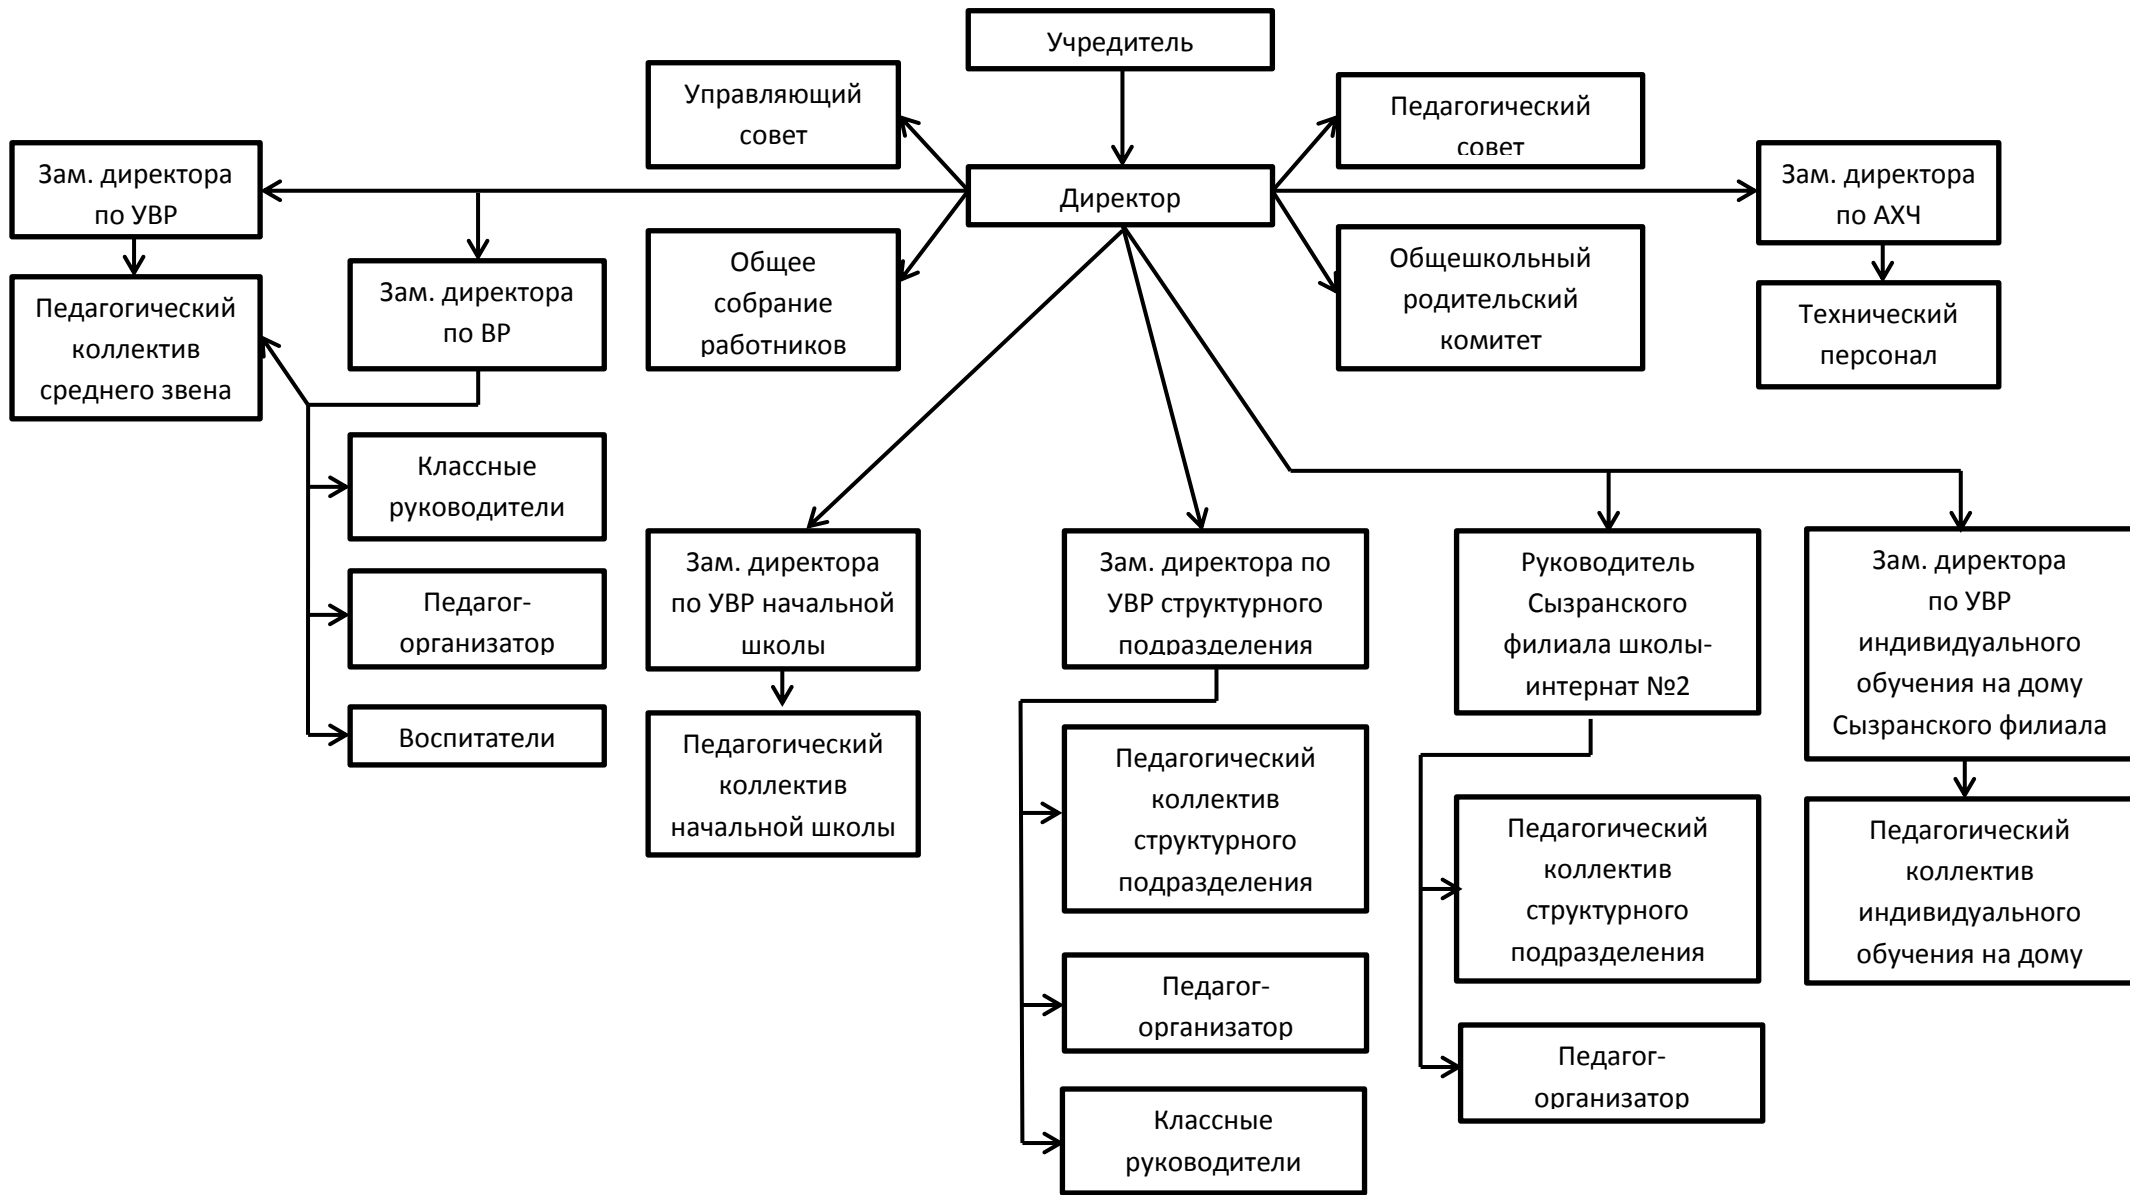 Учредитель
Управляющий
совет
Педагогический
совет
Зам. директора
по УВР
Директор
Зам. директора
по АХЧ
Педагогический
коллектив
среднего звена
Зам. директора
по ВР
Общее
собрание
работников
Общешкольный
родительский
комитет
Технический
персонал
Классные
руководители
Педагог-
организатор
Воспитатели
Зам. директора
по УВР начальной
школы
Педагогический
коллектив
начальной школы
Зам. директора по
УВР структурного
подразделения
Педагогический
коллектив
структурного
подразделения
Педагог-
организатор
Классные
руководители
Руководитель
Сызранского
филиала школы-
интернат №2
Педагогический
коллектив
структурного
подразделения
Педагог-
организатор
Зам. директора
по УВР
индивидуального
обучения на дому
Сызранского филиала
Педагогический
коллектив
индивидуального
обучения на дому